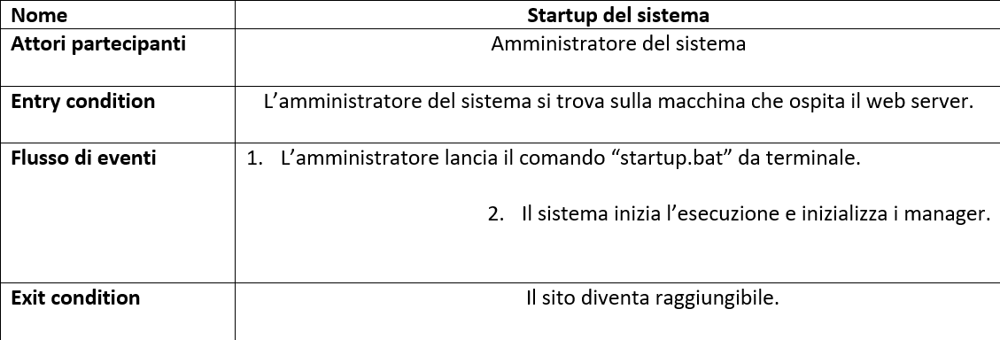 Nome
Startup del sistema
Attori partecipanti
Amministratore del sistema
Entry condition
L’amministratore del sistema si trova sulla macchina che ospita il web server.
Flusso di eventi
1. L’amministratore lancia il comando “startup.bat” da terminale.
2. Il sistema inizia l’esecuzione e inizializza i manager.
Exit condition
Il sito diventa raggiungibile.